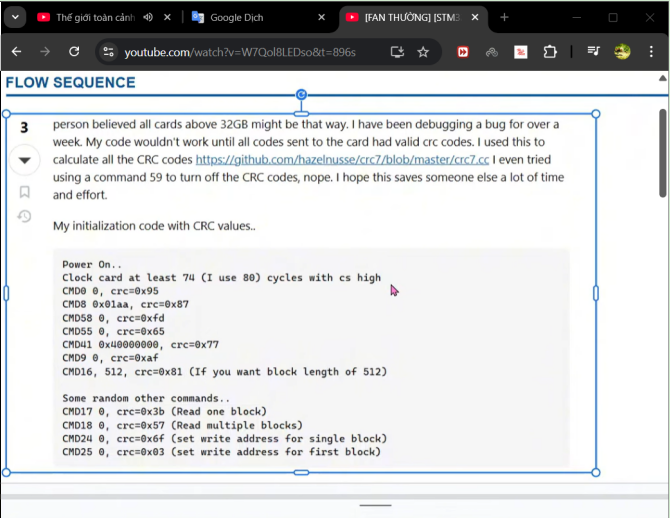 Thế giới toàn cảnh
Google Dịch
[FAN THƯỜNG] [STM3
youtube.com/watch?v=W7Qol8LEDso&t=896s
FLOW SEQUENCE
3
person believed all cards above 32GB might be that way. I have been debugging a bug for over a
week. My code wouldn't work until all codes sent to the card had valid crc codes. I used this to
calculate all the CRC codes https://github.com/hazelnusse/crc7/blob/master/crc7.cc I even tried
using a command 59 to turn off the CRC codes, nope. I hope this saves someone else a lot of time
and effort.
My initialization code with CRC values..
Power On..
Clock card at least 74 (I use 80) cycles with cs high
CMD0 0, crc=0x95
CMD8 0x01aa, crc=0x87
CMD58 0, crc=0xfd
CMD55 0, crc=0x65
CMD41 0x40000000, crc=0x77
CMD9 0, crc=0xaf
CMD16, 512, crc=0x81 (If you want block length of 512)
Some random other commands..
CMD17 0, crc=0x3b (Read one block)
CMD18 0, crc=0x57 (Read multiple blocks)
CMD24 0, crc=0x6f (set write address for single block)
CMD25 0, crc=0x03 (set write address for first block)